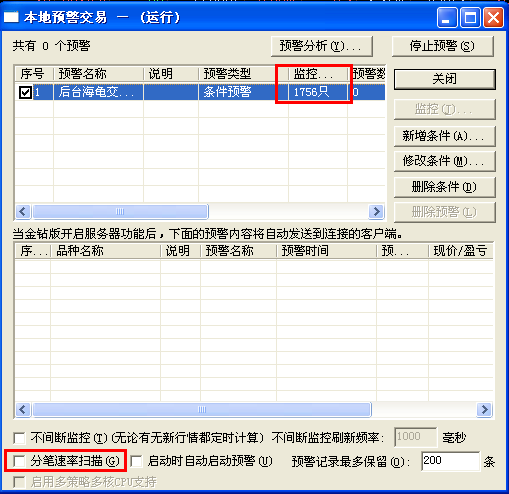 本地预警交易 － (运行)
共有 0 个预警 预警分析(Y)... 停止预警(S)
序号 预警名称 说明 预警类型 监控... 预警数
1 后台海龟交... 条件预警 1756只 0
关闭
监控(T)...
新增条件(A)...
修改条件(M)...
删除条件(D)
删除预警(L)
当金钻版开启服务器功能后，下面的预警内容将自动发送到连接的客户端。
序... 品种名称 说明 预警名称 预警时间 预... 现价/盈亏
不间断监控(T)(无论有无新行情都定时计算) 不间断监控刷新频率: 1000 毫秒
分笔速率扫描(G) 启动时自动启动预警(U) 预警记录最多保留(O): 200 条
启用多策略多核CPU支持